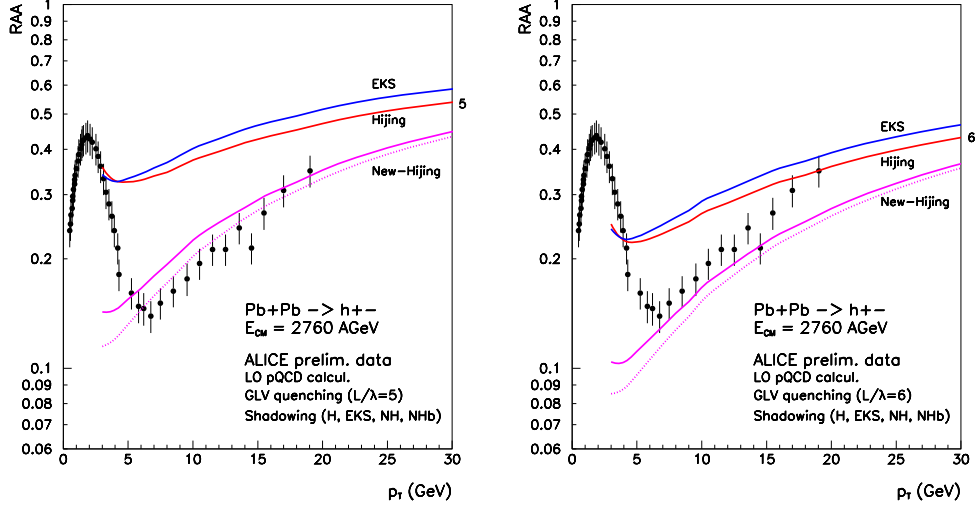 RAA
1
0.9
0.8
0.7
0.6
0.5
0.4
0.3
0.2
0.1
0.09
0.08
0.07
0.06
0
5
10
15
20
25
30
p_T (GeV)
EKS
Hijing
New-Hijing
5
Pb+Pb -> h+-
E_CM = 2760 AGeV
ALICE prelim. data
LO pQCD calcul.
GLV quenching (L/λ=5)
Shadowing (H, EKS, NH, NHb)
RAA
1
0.9
0.8
0.7
0.6
0.5
0.4
0.3
0.2
0.1
0.09
0.08
0.07
0.06
0
5
10
15
20
25
30
p_T (GeV)
EKS
Hijing
New-Hijing
6
Pb+Pb -> h+-
E_CM = 2760 AGeV
ALICE prelim. data
LO pQCD calcul.
GLV quenching (L/λ=6)
Shadowing (H, EKS, NH, NHb)